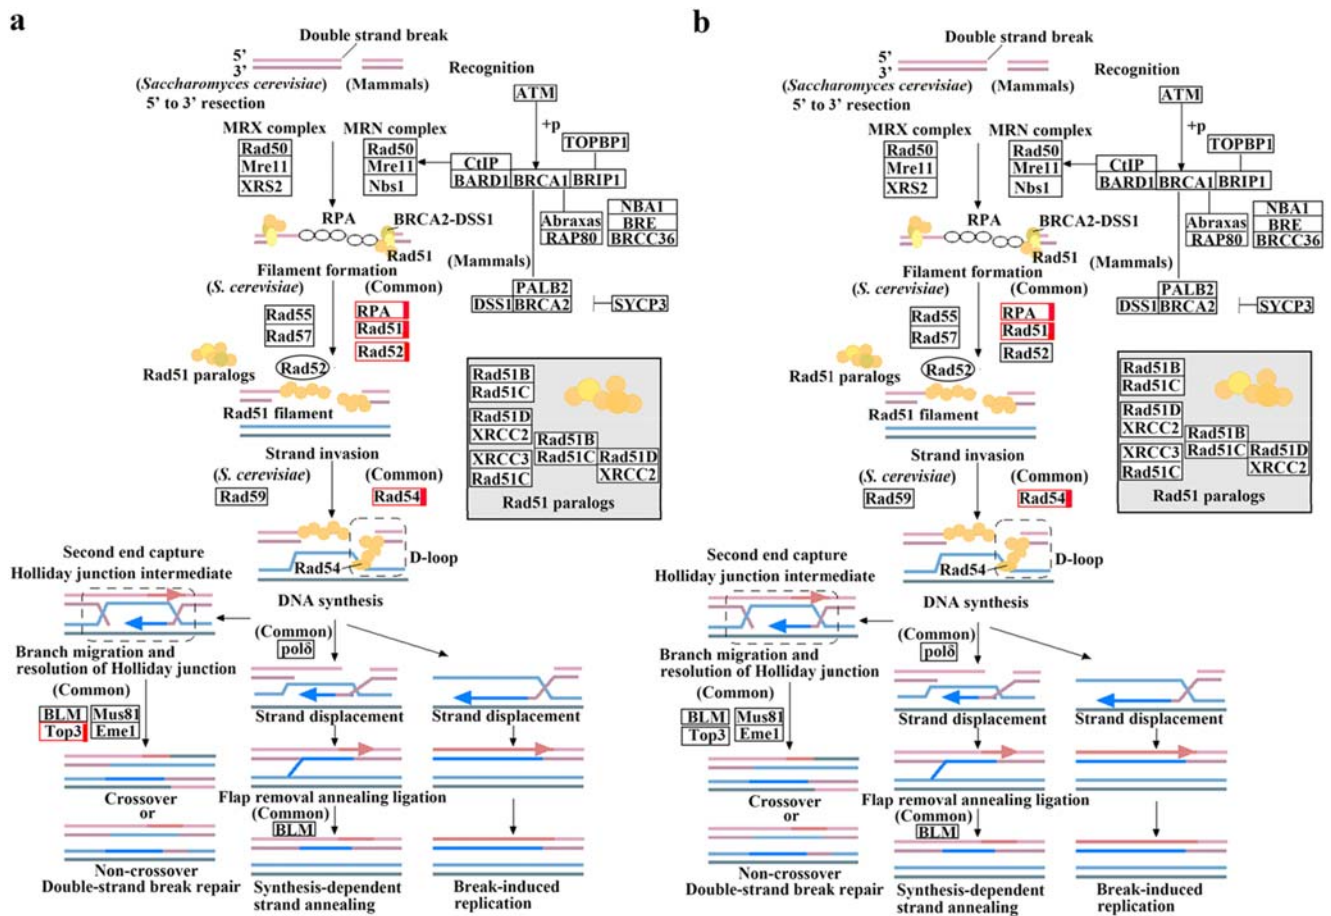 a
Double strand break
5’
3’
(Saccharomyces cerevisiae) (Mammals)
5’ to 3’ resection
Recognition
ATM
+p
TOPBP1
MRX complex
MRN complex
Rad50
Mre11
XRS2
Rad50
Mre11
Nbs1
CtIP
BARD1 BRCA1 BRIP1
RPA
BRCA2-DSS1
Rad51
Abraxas
RAP80
NBA1
BRE
BRCC36
(Mammals)
Filament formation
(S. cerevisiae) (Common)
PALB2
DSS1 BRCA2
SYCP3
Rad55
Rad57
RPA
Rad51
Rad52
Rad51 paralogs
Rad52
Rad51 filament
Rad51B
Rad51C
Rad51D
XRCC2
XRCC3
Rad51C
Rad51B
Rad51C Rad51D
XRCC2
Rad51 paralogs
Strand invasion
(S. cerevisiae) (Common)
Rad59
Rad54
Rad54
D-loop
Second end capture
Holliday junction intermediate
DNA synthesis
(Common)
polδ
Branch migration and
resolution of Holliday junction
(Common)
BLM Mus81
Top3 Eme1
Strand displacement
Strand displacement
Crossover
or
Flap removal annealing ligation
(Common)
BLM
Non-crossover
Double-strand break repair
Synthesis-dependent
strand annealing
Break-induced
replication
b
Double strand break
5’
3’
(Saccharomyces cerevisiae) (Mammals)
5’ to 3’ resection
Recognition
ATM
+p
TOPBP1
MRX complex
MRN complex
Rad50
Mre11
XRS2
Rad50
Mre11
Nbs1
CtIP
BARD1 BRCA1 BRIP1
RPA
BRCA2-DSS1
Rad51
Abraxas
RAP80
NBA1
BRE
BRCC36
(Mammals)
Filament formation
(S. cerevisiae) (Common)
PALB2
DSS1 BRCA2
SYCP3
Rad55
Rad57
RPA
Rad51
Rad52
Rad51 paralogs
Rad52
Rad51 filament
Rad51B
Rad51C
Rad51D
XRCC2
XRCC3
Rad51C
Rad51B
Rad51C Rad51D
XRCC2
Rad51 paralogs
Strand invasion
(S. cerevisiae) (Common)
Rad59
Rad54
Rad54
D-loop
Second end capture
Holliday junction intermediate
DNA synthesis
(Common)
polδ
Branch migration and
resolution of Holliday junction
(Common)
BLM Mus81
Top3 Eme1
Strand displacement
Strand displacement
Crossover
or
Flap removal annealing ligation
(Common)
BLM
Non-crossover
Double-strand break repair
Synthesis-dependent
strand annealing
Break-induced
replication